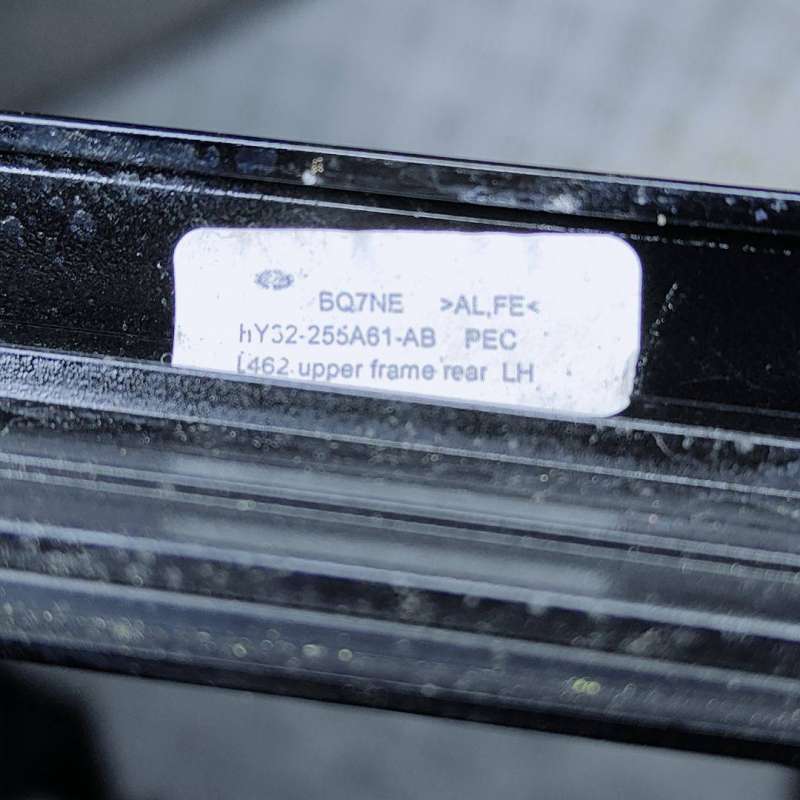 BQ7NE >AL,FE<
HY32-255A61-AB PEC
L462 upper frame rear LH